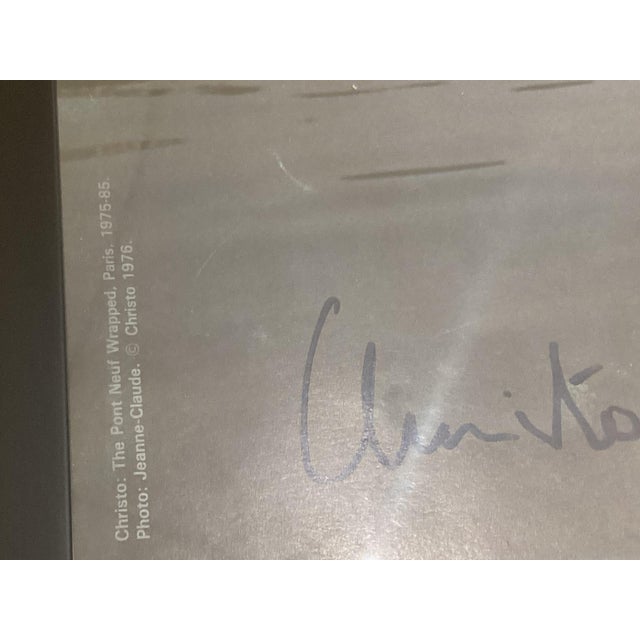 Christo: The Pont Neuf Wrapped, Paris, 1975-85.
Photo: Jeanne-Claude. © Christo 1976.
Christo